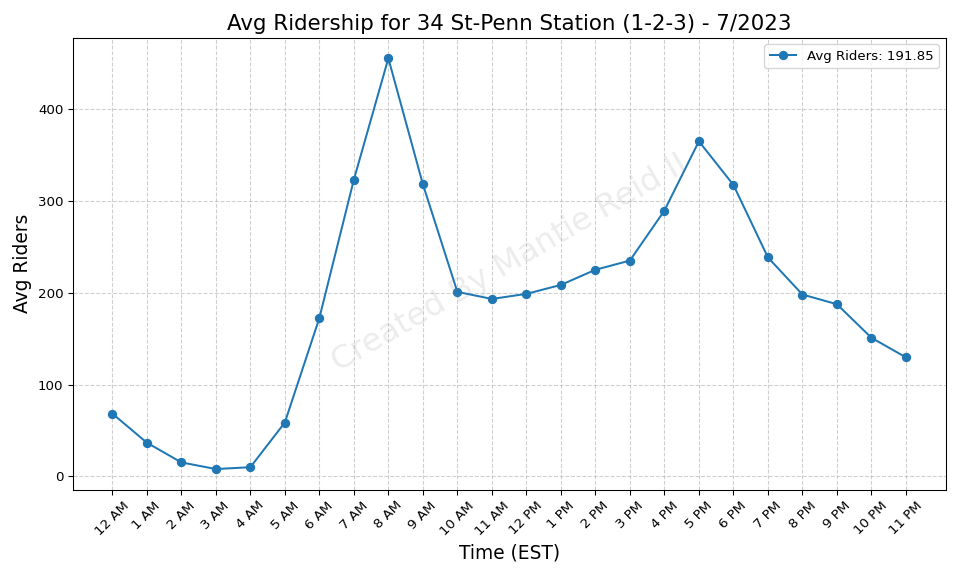 Avg Ridership for 34 St-Penn Station (1-2-3) - 7/2023
Avg Riders: 191.85
Avg Riders
400
300
200
100
0
Created By Mantle Reid II
12 AM
1 AM
2 AM
3 AM
4 AM
5 AM
6 AM
7 AM
8 AM
9 AM
10 AM
11 AM
12 PM
1 PM
2 PM
3 PM
4 PM
5 PM
6 PM
7 PM
8 PM
9 PM
10 PM
11 PM
Time (EST)